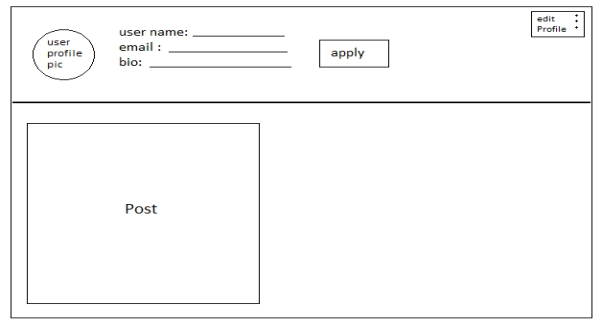 user
profile
pic
user name:
email :
bio:
apply
edit
Profile
Post